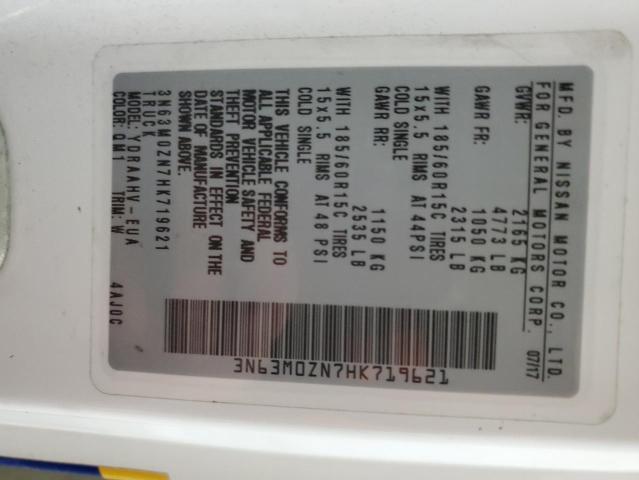 MFD. BY NISSAN MOTOR CO., LTD.
FOR GENERAL MOTORS CORP. 07/17
GVWR: 2165 KG
4773 LB
GAWR FR: 1050 KG
2315 LB
WITH 185/60R15C TIRES
15x5.5 RIMS AT 44PSI
COLD SINGLE
GAWR RR: 1150 KG
2535 LB
WITH 185/60R15C TIRES
15x5.5 RIMS AT 48 PSI
COLD SINGLE
THIS VEHICLE CONFORMS TO
ALL APPLICABLE FEDERAL
MOTOR VEHICLE SAFETY AND
THEFT PREVENTION
STANDARDS IN EFFECT ON THE
DATE OF MANUFACTURE
SHOWN ABOVE.
3N63M0ZN7HK719621
TRUCK
MODEL: YDRAAHV-EUA
COLOR: QM1 TRIM: W 4AJ0C
3N63M0ZN7HK719621